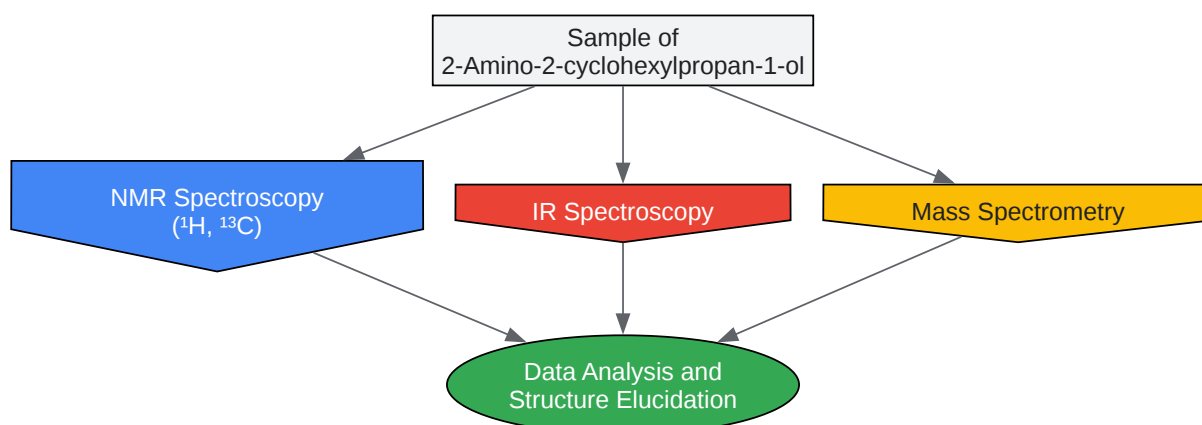 Sample of
2-Amino-2-cyclohexylpropan-1-ol
NMR Spectroscopy
(¹H, ¹³C)
IR Spectroscopy
Mass Spectrometry
Data Analysis and
Structure Elucidation